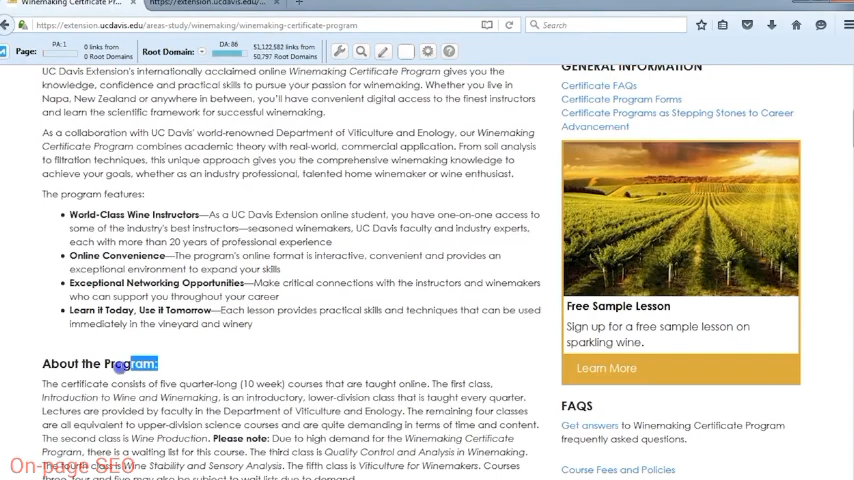 Winemaking Certificate Pr...
https://extension.ucdavis.edu/...
https://extension.ucdavis.edu/areas-study/winemaking/winemaking-certificate-program
Search
Page:
PA: 1
0 links from
0 Root Domains
Root Domain:
DA: 86
51,122,582 links from
50,797 Root Domains
UC Davis Extension's internationally acclaimed online Winemaking Certificate Program gives you the
knowledge, confidence and practical skills to pursue your passion for winemaking. Whether you live in
Napa, New Zealand or anywhere in between, you'll have convenient digital access to the finest instructors
and learn the scientific framework for successful winemaking.
As a collaboration with UC Davis' world-renowned Department of Viticulture and Enology, our Winemaking
Certificate Program combines academic theory with real-world, commercial application. From soil analysis
to filtration techniques, this unique approach gives you the comprehensive winemaking knowledge to
achieve your goals, whether as an industry professional, talented home winemaker or wine enthusiast.
The program features:
• World-Class Wine Instructors—As a UC Davis Extension online student, you have one-on-one access to
some of the industry's best instructors—seasoned winemakers, UC Davis faculty and industry experts,
each with more than 20 years of professional experience
• Online Convenience—The program's online format is interactive, convenient and provides an
exceptional environment to expand your skills
• Exceptional Networking Opportunities—Make critical connections with the instructors and winemakers
who can support you throughout your career
• Learn it Today, Use it Tomorrow—Each lesson provides practical skills and techniques that can be used
immediately in the vineyard and winery
About the Program:
The certificate consists of five quarter-long (10 week) courses that are taught online. The first class,
Introduction to Wine and Winemaking, is an introductory, lower-division class that is taught every quarter.
Lectures are provided by faculty in the Department of Viticulture and Enology. The remaining four classes
are all equivalent to upper-division science courses and are quite demanding in terms of time and content.
The second class is Wine Production. Please note: Due to high demand for the Winemaking Certificate
Program, there is a waiting list for this course. The third class is Quality Control and Analysis in Winemaking.
The fourth class is Wine Stability and Sensory Analysis. The fifth class is Viticulture for Winemakers. Courses
three, four and five may also be subject to wait lists due to demand.
On-page SEO
GENERAL INFORMATION
Certificate FAQs
Certificate Program Forms
Certificate Programs as Stepping Stones to Career
Advancement
Free Sample Lesson
Sign up for a free sample lesson on
sparkling wine.
Learn More
FAQS
Get answers to Winemaking Certificate Program
frequently asked questions.
Course Fees and Policies